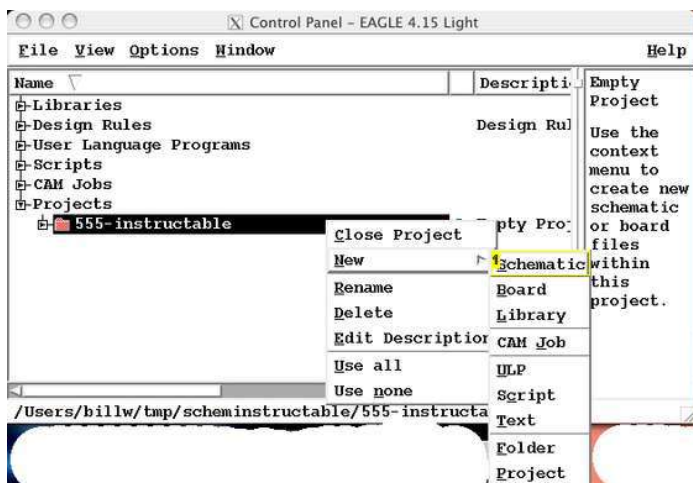 X Control Panel - EAGLE 4.15 Light
File View Options Window Help
Name Descripti
Libraries
Design Rules Design Rul
User Language Programs
Scripts
CAM Jobs
Projects
555-instructable pty Proj
Close Project
New
Rename
Delete
Edit Description
Use all
Use none
Schematic
Board
Library
CAM Job
ULP
Script
Text
Folder
Project
Empty
Project
Use the
context
menu to
create new
schematic
or board
files
within
this
project.
/Users/billw/tmp/scheminstructable/555-instructa